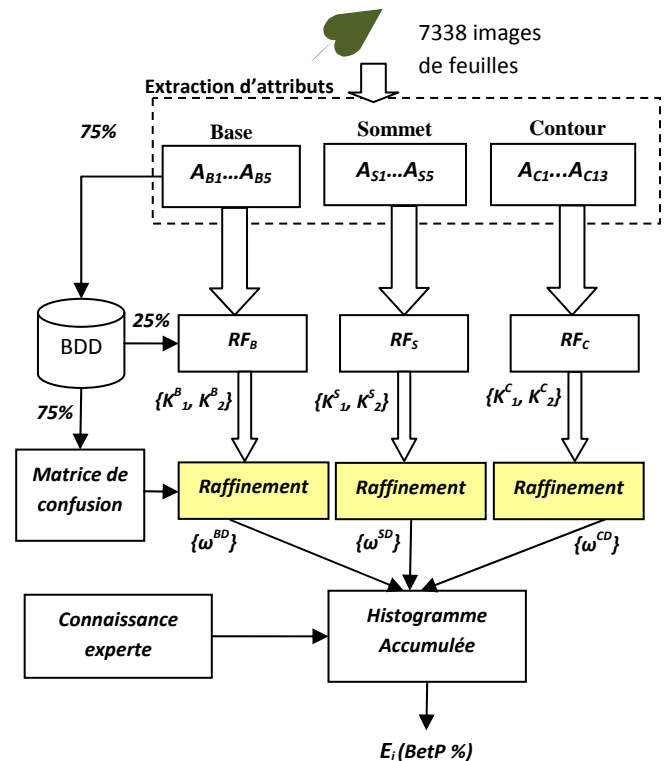 7338 images
de feuilles
Extraction d’attributs
75%
Base
Sommet
Contour
A_B1...A_B5
A_S1...A_S5
A_C1...A_C13
BDD
25%
RF_B
RF_S
RF_C
{K^B_1, K^B_2}
{K^S_1, K^S_2}
{K^C_1, K^C_2}
75%
Matrice de
confusion
Raffinement
Raffinement
Raffinement
{ω^BD}
{ω^SD}
{ω^CD}
Connaissance
experte
Histogramme
Accumulée
E_i (BetP %)